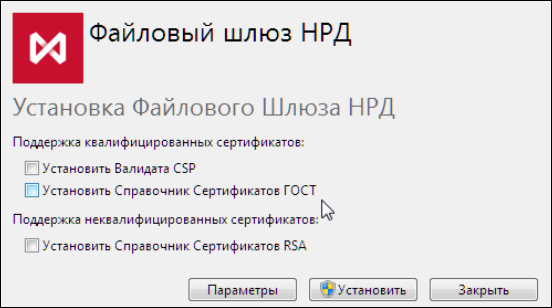 Файловый шлюз НРД
Установка Файлового Шлюза НРД
Поддержка квалифицированных сертификатов:
Установить Валидата CSP
Установить Справочник Сертификатов ГОСТ
Поддержка неквалифицированных сертификатов:
Установить Справочник Сертификатов RSA
Параметры Установить Закрыть